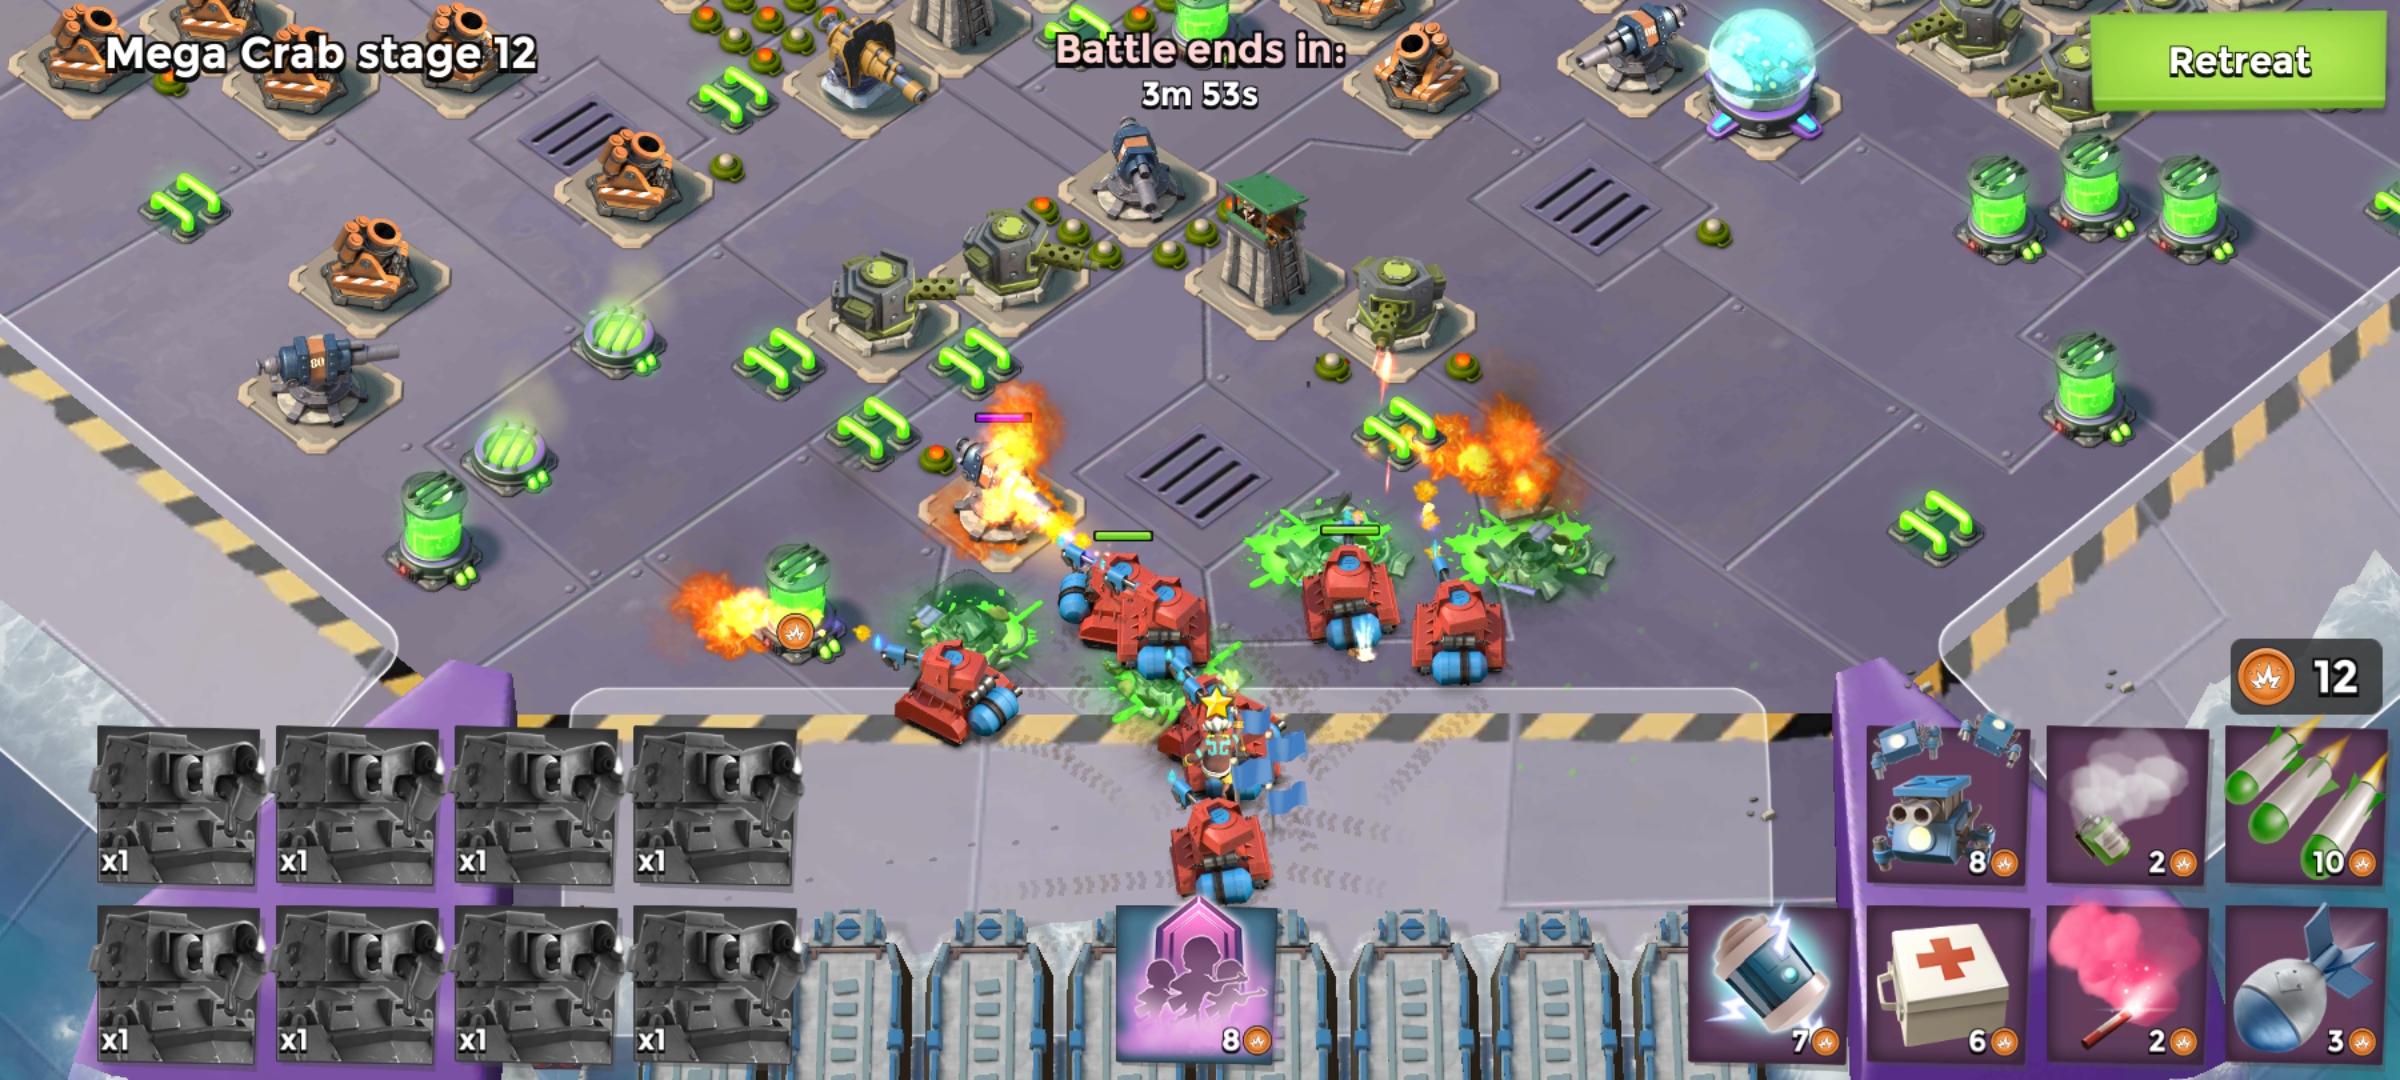 Mega Crab stage 12
Battle ends in:
3m 53s
Retreat
12
x1
x1
x1
x1
8
2
10
x1
x1
x1
x1
8
7
6
2
3